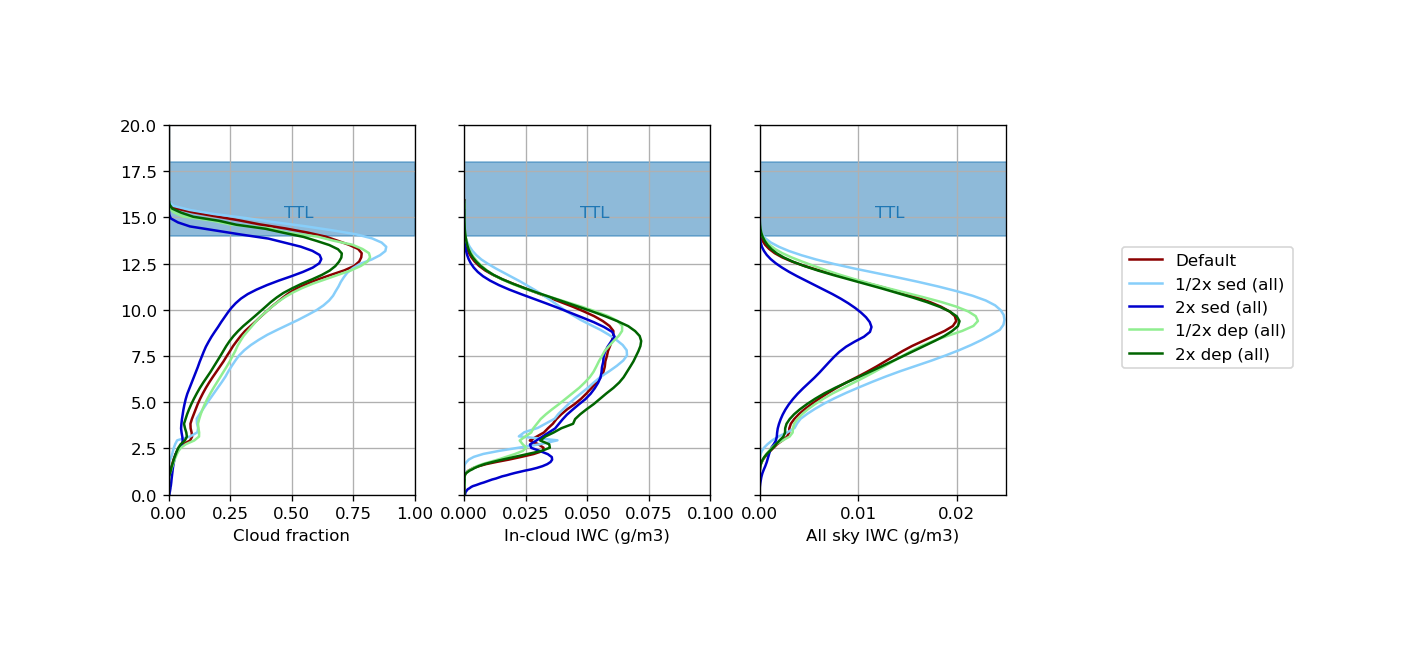 20.0
17.5
15.0
12.5
10.0
7.5
5.0
2.5
0.0
TTL
TTL
TTL
0.00 0.25 0.50 0.75 1.00
0.000 0.025 0.050 0.075 0.100
0.00 0.01 0.02
Cloud fraction
In-cloud IWC (g/m3)
All sky IWC (g/m3)
Default
1/2x sed (all)
2x sed (all)
1/2x dep (all)
2x dep (all)